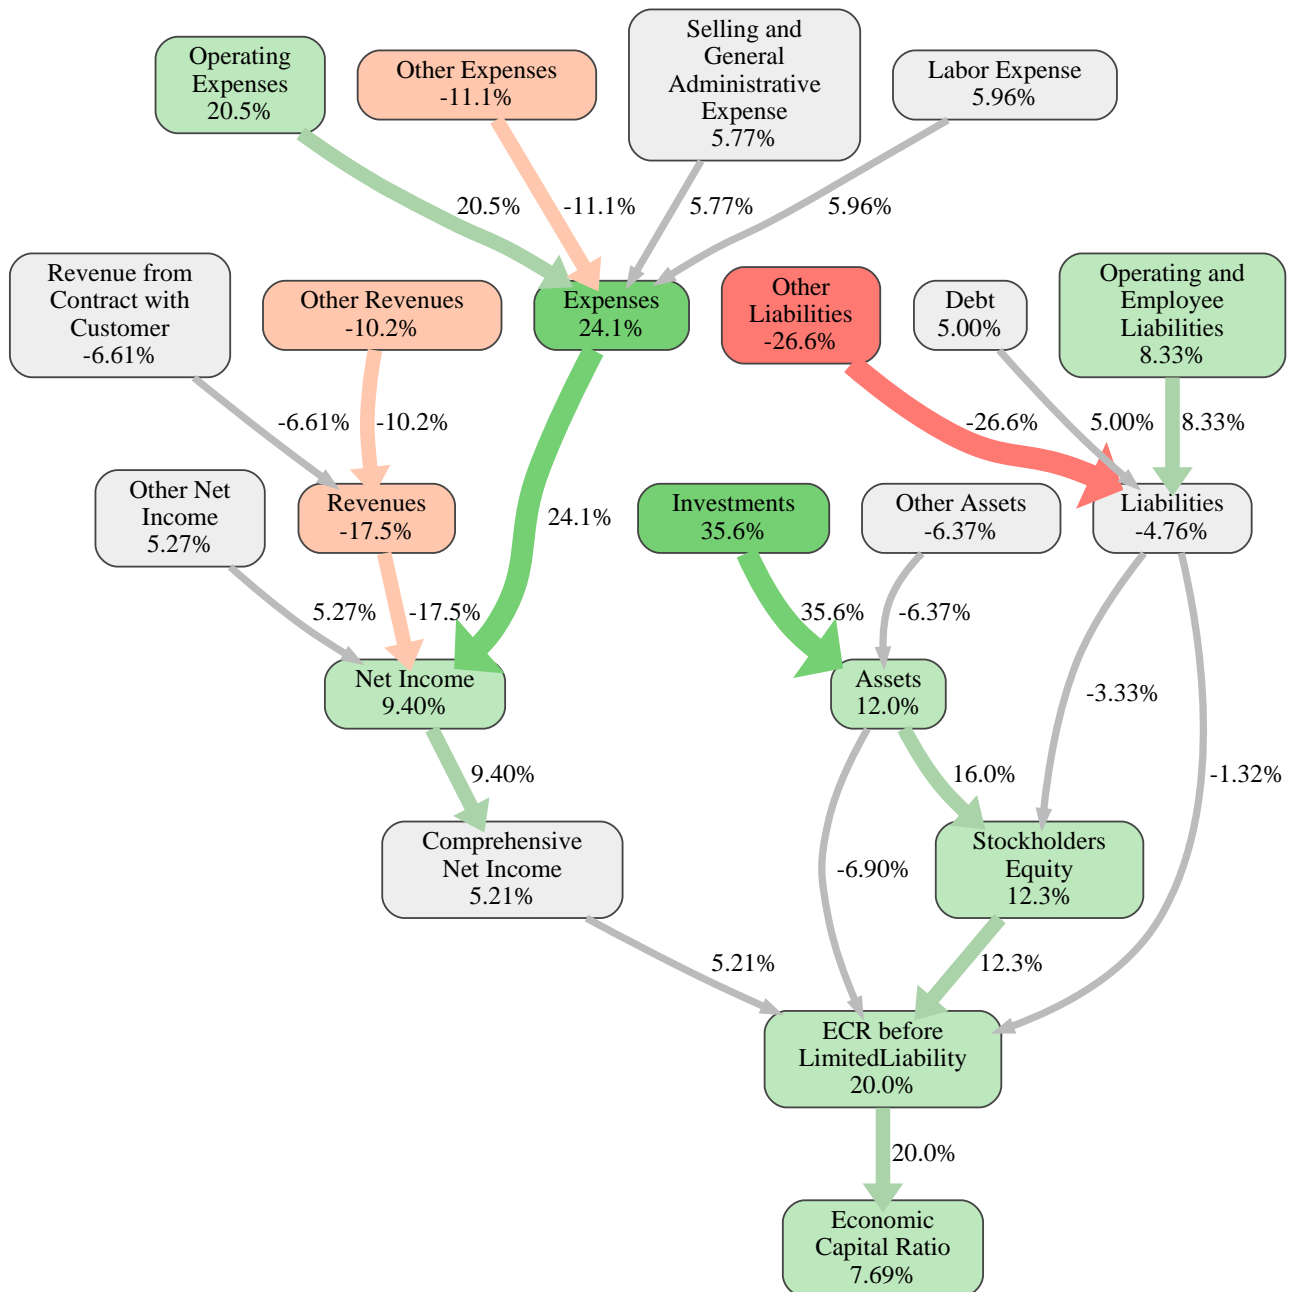 Operating
Expenses
20.5%
Other Expenses
-11.1%
Selling and
General
Administrative
Expense
5.77%
Labor Expense
5.96%
20.5%
-11.1%
5.77%
5.96%
Revenue from
Contract with
Customer
-6.61%
Other Revenues
-10.2%
Expenses
24.1%
Other
Liabilities
-26.6%
Debt
5.00%
Operating and
Employee
Liabilities
8.33%
-6.61%
-10.2%
24.1%
-26.6%
5.00%
8.33%
Other Net
Income
5.27%
Revenues
-17.5%
Investments
35.6%
Other Assets
-6.37%
Liabilities
-4.76%
5.27%
-17.5%
35.6%
-6.37%
Net Income
9.40%
Assets
12.0%
-3.33%
-1.32%
9.40%
16.0%
-6.90%
Comprehensive
Net Income
5.21%
Stockholders
Equity
12.3%
5.21%
12.3%
ECR before
LimitedLiability
20.0%
20.0%
Economic
Capital Ratio
7.69%